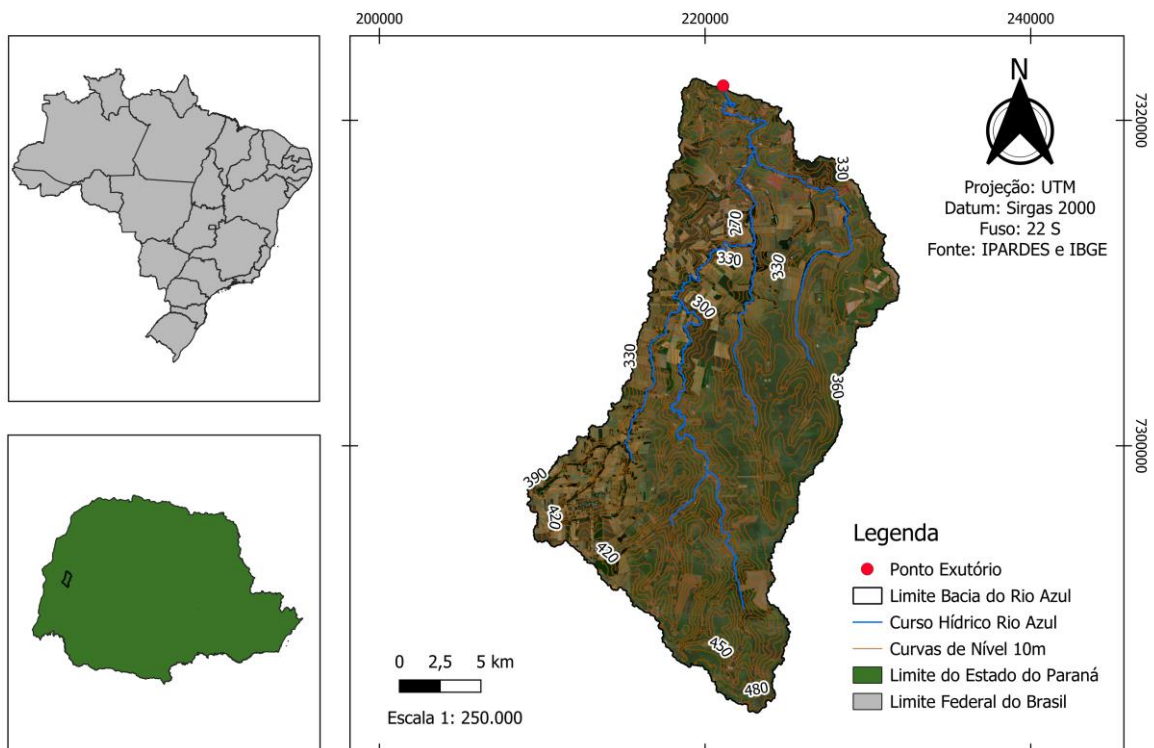 200000
220000
240000
7320000
7300000
N
Projeção: UTM
Datum: Sirgas 2000
Fuso: 22 S
Fonte: IPARDES e IBGE
330
270
330
330
300
330
360
390
420
420
450
480
Legenda
Ponto Exutório
Limite Bacia do Rio Azul
Curso Hídrico Rio Azul
Curvas de Nível 10m
Limite do Estado do Paraná
Limite Federal do Brasil
0 2,5 5 km
Escala 1: 250.000